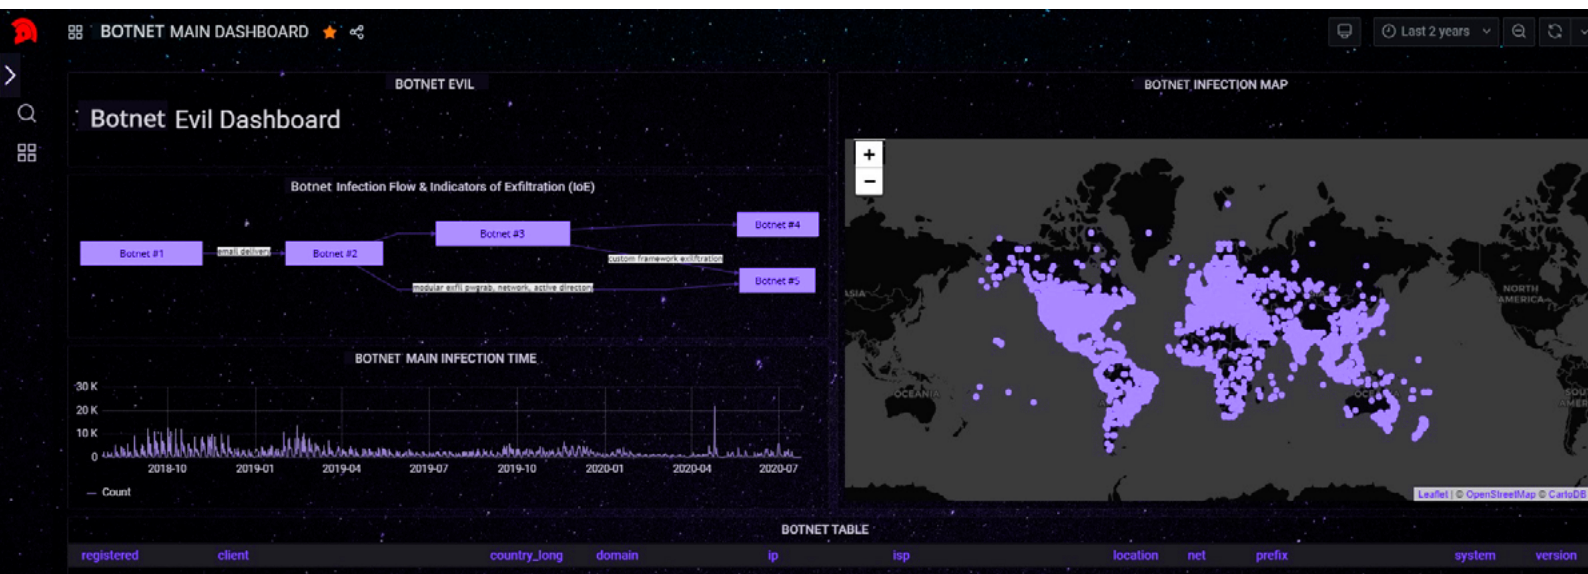 BOTNET MAIN DASHBOARD
Last 2 years
BOTNET EVIL
Botnet Evil Dashboard
Botnet Infection Flow & Indicators of Exfiltration (IoE)
Botnet #1
email delivery
Botnet #2
Botnet #3
Botnet #4
custom framework exilftration
Botnet #5
modular exfil pwgrab, network, active directory
BOTNET MAIN INFECTION TIME
30 K
20 K
10 K
0
2018-10 2019-01 2019-04 2019-07 2019-10 2020-01 2020-04 2020-07
Count
BOTNET INFECTION MAP
+
−
ASIA
NORTH
AMERICA
OCEANIA
Leaflet | © OpenStreetMap © CartoDB
BOTNET TABLE
registered client country_long domain ip isp location net prefix system version